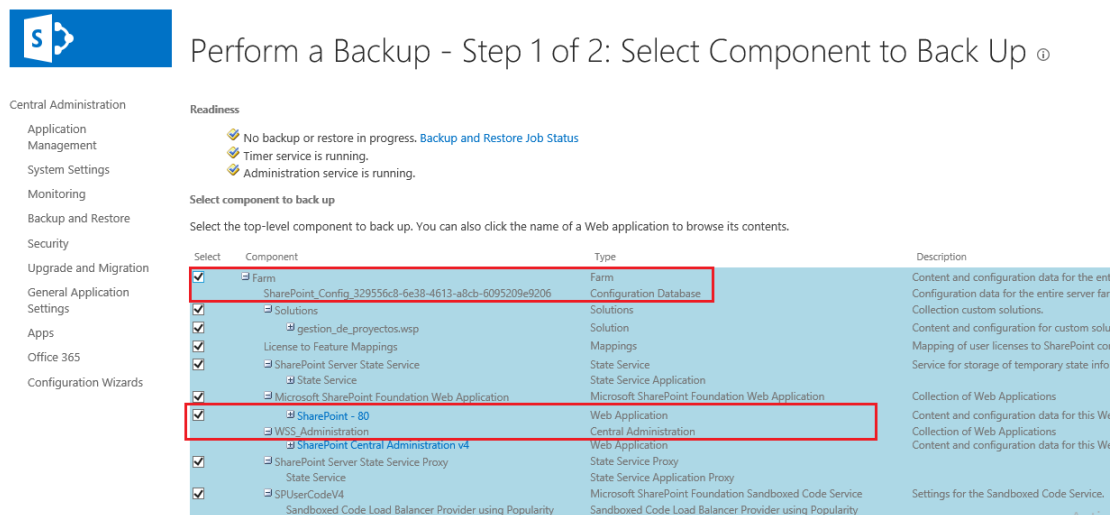 S
Perform a Backup - Step 1 of 2: Select Component to Back Up
Central Administration
Application
Management
System Settings
Monitoring
Backup and Restore
Security
Upgrade and Migration
General Application
Settings
Apps
Office 365
Configuration Wizards
Readiness
No backup or restore in progress. Backup and Restore Job Status
Timer service is running.
Administration service is running.
Select component to back up
Select the top-level component to back up. You can also click the name of a Web application to browse its contents.
Select Component Type Description
Farm Farm Content and configuration data for the ent
SharePoint_Config_329556c8-6e38-4613-a8cb-6095209e9206 Configuration Database Configuration data for the entire server far
Solutions Solutions Collection custom solutions.
gestion_de_proyectos.wsp Solution Content and configuration for custom solu
License to Feature Mappings Mappings Mapping of user licenses to SharePoint co
SharePoint Server State Service State Service Service for storage of temporary state info
State Service State Service Application
Microsoft SharePoint Foundation Web Application Microsoft SharePoint Foundation Web Application Collection of Web Applications
SharePoint - 80 Web Application Content and configuration data for this We
WSS_Administration Central Administration Collection of Web Applications
SharePoint Central Administration v4 Web Application Content and configuration data for this We
SharePoint Server State Service Proxy State Service Proxy
State Service State Service Application Proxy
SPUserCodeV4 Microsoft SharePoint Foundation Sandboxed Code Service Settings for the Sandboxed Code Service.
Sandboxed Code Load Balancer Provider using Popularity Sandboxed Code Load Balancer Provider using Popularity